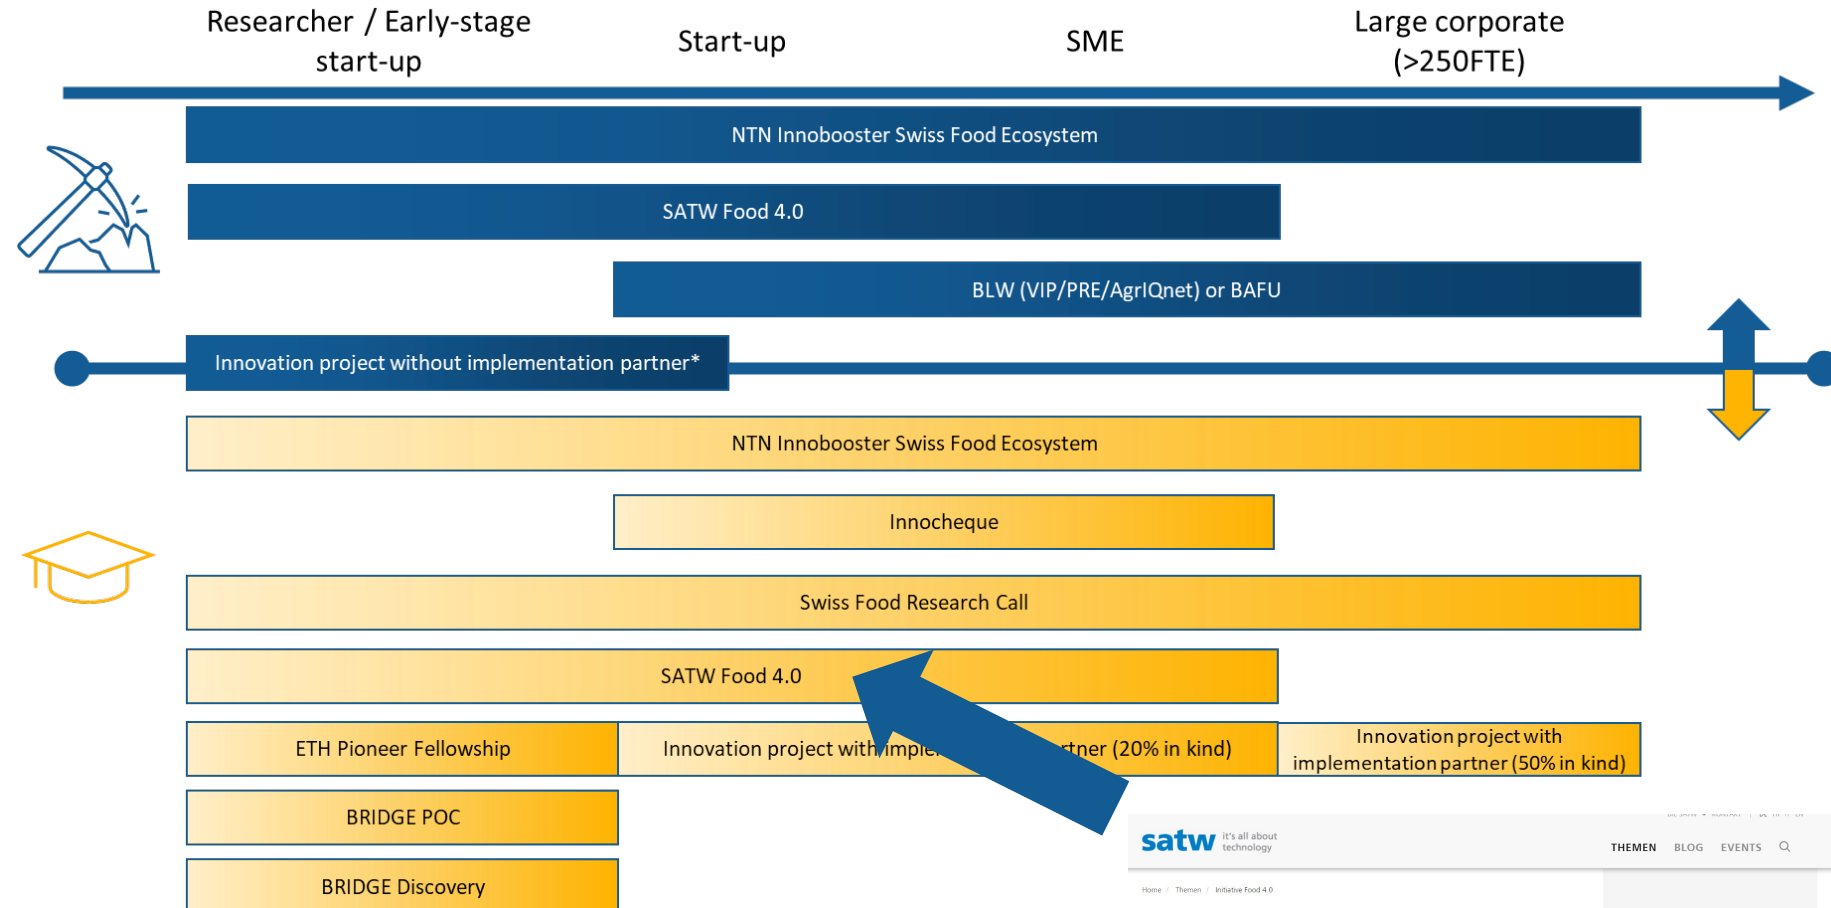 Researcher / Early-stage
start-up
Start-up
SME
Large corporate
(>250FTE)
NTN Innobooster Swiss Food Ecosystem
SATW Food 4.0
BLW (VIP/PRE/AgrIQnet) or BAFU
Innovation project without implementation partner*
NTN Innobooster Swiss Food Ecosystem
Innocheque
Swiss Food Research Call
SATW Food 4.0
ETH Pioneer Fellowship
Innovation project with (20% in kind)
Innovation project with
implementation partner (50% in kind)
BRIDGE POC
BRIDGE Discovery
satw it's all about
technology
THEMEN BLOG EVENTS
Home / Themen / Initiative Food 4.0